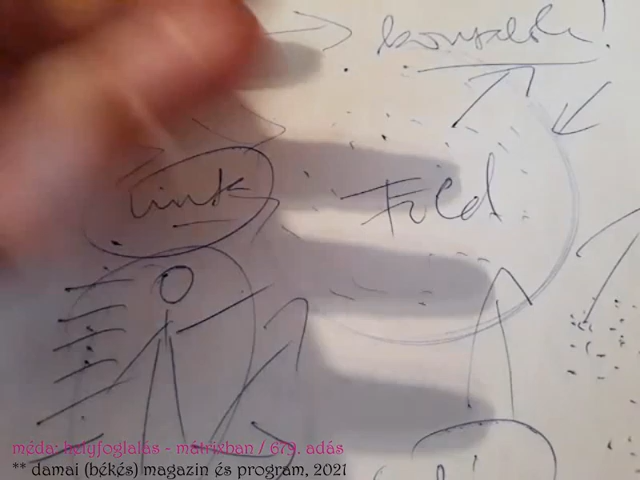 link
Föld
méda: helyfoglalás - mátrixban / 679. adás
** damai (békés) magazin és program, 2021